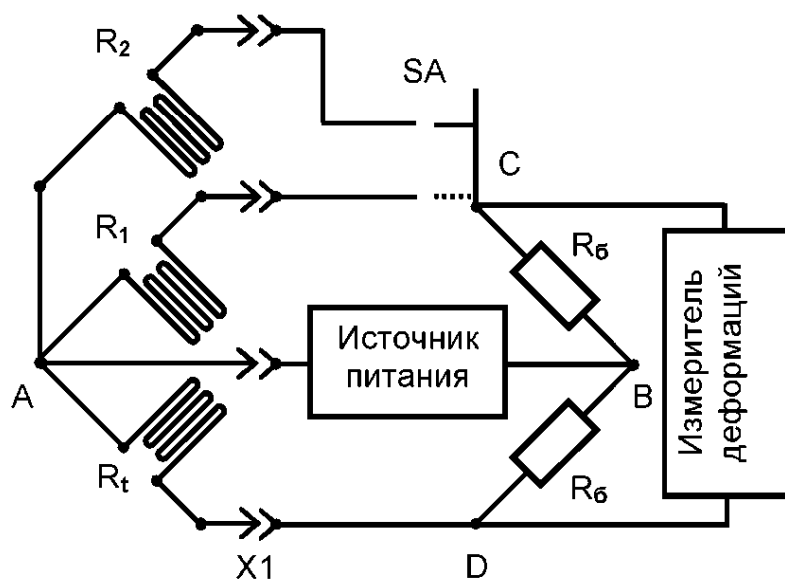 R₂
SA
C
R₁
Rб
Источник
питания
Измеритель
деформаций
A
B
Rt
Rб
X1
D